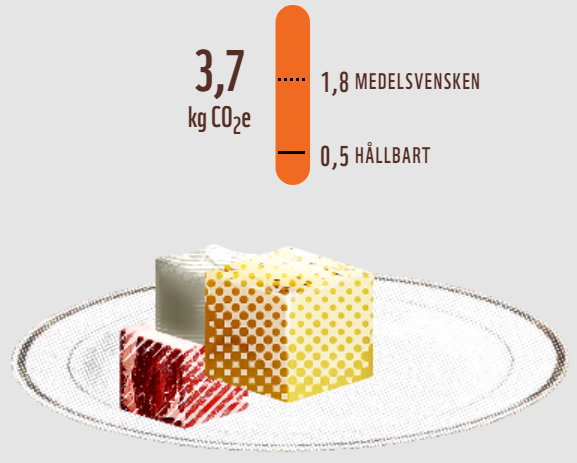 3,7
kg CO₂e
1,8 MEDELSVENSKEN
0,5 HÅLLBART